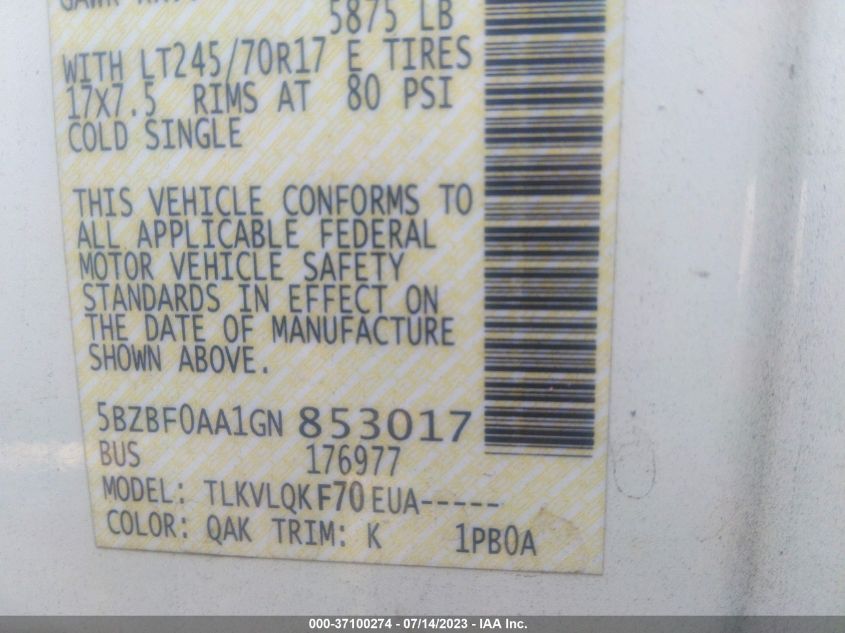 5875 LB
WITH LT245/70R17 E TIRES
17X7.5 RIMS AT 80 PSI
COLD SINGLE
THIS VEHICLE CONFORMS TO
ALL APPLICABLE FEDERAL
MOTOR VEHICLE SAFETY
STANDARDS IN EFFECT ON
THE DATE OF MANUFACTURE
SHOWN ABOVE.
5BZBF0AA1GN 853017
BUS 176977
MODEL: TLKVLQK F70 EUA-----
COLOR: QAK TRIM: K 1PB0A
000-37100274 - 07/14/2023 - IAA Inc.